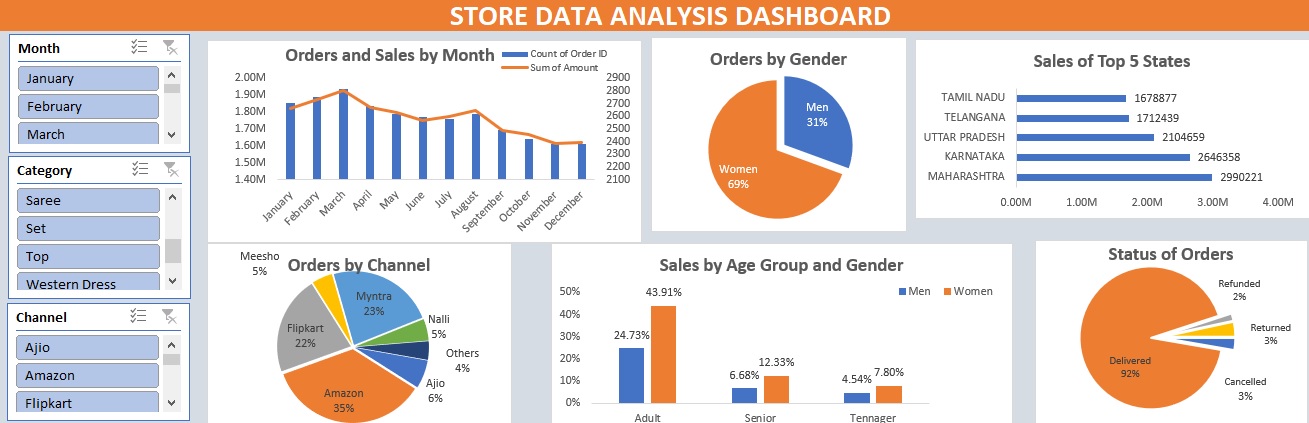 STORE DATA ANALYSIS DASHBOARD
Month
January
February
March
Category
Saree
Set
Top
Western Dress
Channel
Ajio
Amazon
Flipkart
Orders and Sales by Month
Count of Order ID
Sum of Amount
2.00M
1.90M
1.80M
1.70M
1.60M
1.50M
1.40M
2900
2800
2700
2600
2500
2400
2300
2200
2100
January
February
March
April
May
June
July
August
September
October
November
December
Orders by Gender
Men
31%
Women
69%
Sales of Top 5 States
TAMIL NADU
1678877
TELANGANA
1712439
UTTAR PRADESH
2104659
KARNATAKA
2646358
MAHARASHTRA
2990221
0.00M 1.00M 2.00M 3.00M 4.00M
Orders by Channel
Meesho
5%
Myntra
23%
Nalli
5%
Others
4%
Ajio
6%
Amazon
35%
Flipkart
22%
Sales by Age Group and Gender
Men Women
50%
40%
30%
20%
10%
0%
24.73%
43.91%
6.68%
12.33%
4.54%
7.80%
Adult Senior Tennager
Status of Orders
Refunded
2%
Returned
3%
Cancelled
3%
Delivered
92%